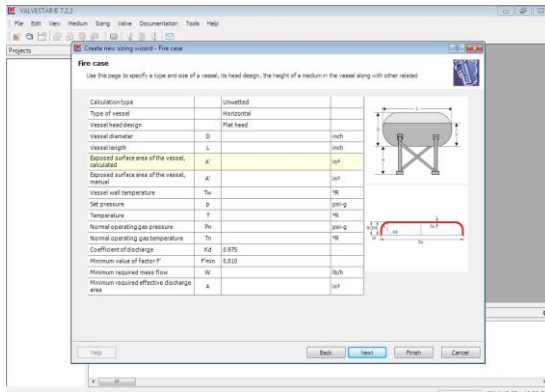 VALVESTAR® 7.2.3
File Edit View Medium Sizing Valve Documentation Tools Help
Projects
Create new sizing wizard - Fire case
Fire case
Use this page to specify a type and size of a vessel, its head design, the height of a medium in the vessel along with other related
Calculation type Unwetted
Type of vessel Horizontal
Vessel head design Flat head
Vessel diameter D inch
Vessel length L inch
Exposed surface area of the vessel,
calculated A' in²
Exposed surface area of the vessel,
manual A' in²
Vessel wall temperature Tw °R
Set pressure p psi-g
Temperature T °R
Normal operating gas pressure Pn psi-g
Normal operating gas temperature Tn °R
Coefficient of discharge Kd 0,975
Minimum value of factor F' F'min 0,010
Minimum required mass flow W lb/h
Minimum required effective discharge
area A in²
Help Back Next Finish Cancel